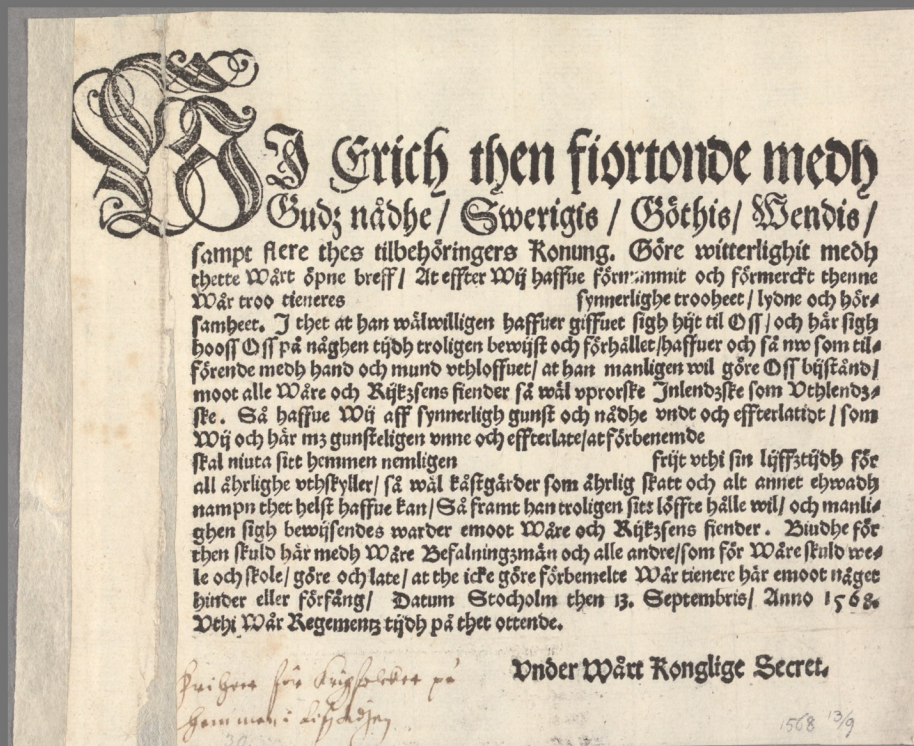 WJ Erich then fiortonde medh
Gudz nådhe / Swerigis / Göthis / Wendis /
sampt flere thes tilbehöringers Konung. Göre witterlighit medh
thette Wårt öpne breff / At effter Wij haffue förnummit och förmerckt thenne
Wår troo tieneres synnerlighe trooheet / lydne och hör⸗
samheet. J thet at han wälwilligen haffuer giffuet sigh hijt til Oss / och här sigh
hooss Oss på någhen tijdh troligen bewijst och förhållet / haffuer och så nw som til⸗
förende medh hand och mund vthloffuet / at han manligen wil göre Oss bijstånd /
moot alle Wåre och Rijkzsens fiender så wäl vprorske Jnlendzske som Vthlendz⸗
ske. Så haffue Wij aff synnerligh gunst och nådhe vndt och effterlatidt / som
Wij och här mz gunsteligen vnne och effterlate / at förbenemde
skal niuta sitt hemmen nemligen frijt vthi sin lijffztijdh för
all åhrlighe vthskyller / så wäl kåstgärder som åhrlig skatt och alt annet ehwadh
nampn thet helst haffue kan / Så framt han troligen sitt löffte hålle wil / och manli⸗
ghen sigh bewijsendes warder emoot Wåre och Rijkzsens fiender. Biudhe för
then skuld här medh Wåre Befalningzmän och alle andre / som för Wåre skuld we⸗
le och skole / göre och late / at the icke göre förbemelte Wår tienere här emoot någet
hinder eller förfång / Datum Stocholm then 13. Septembris / Anno 1568.
Vthi Wår Regementz tijdh på thet ottende.
Vnder Wårt Konglige Secret.
för Krigsfolcket på
hemman i
1568 13/9